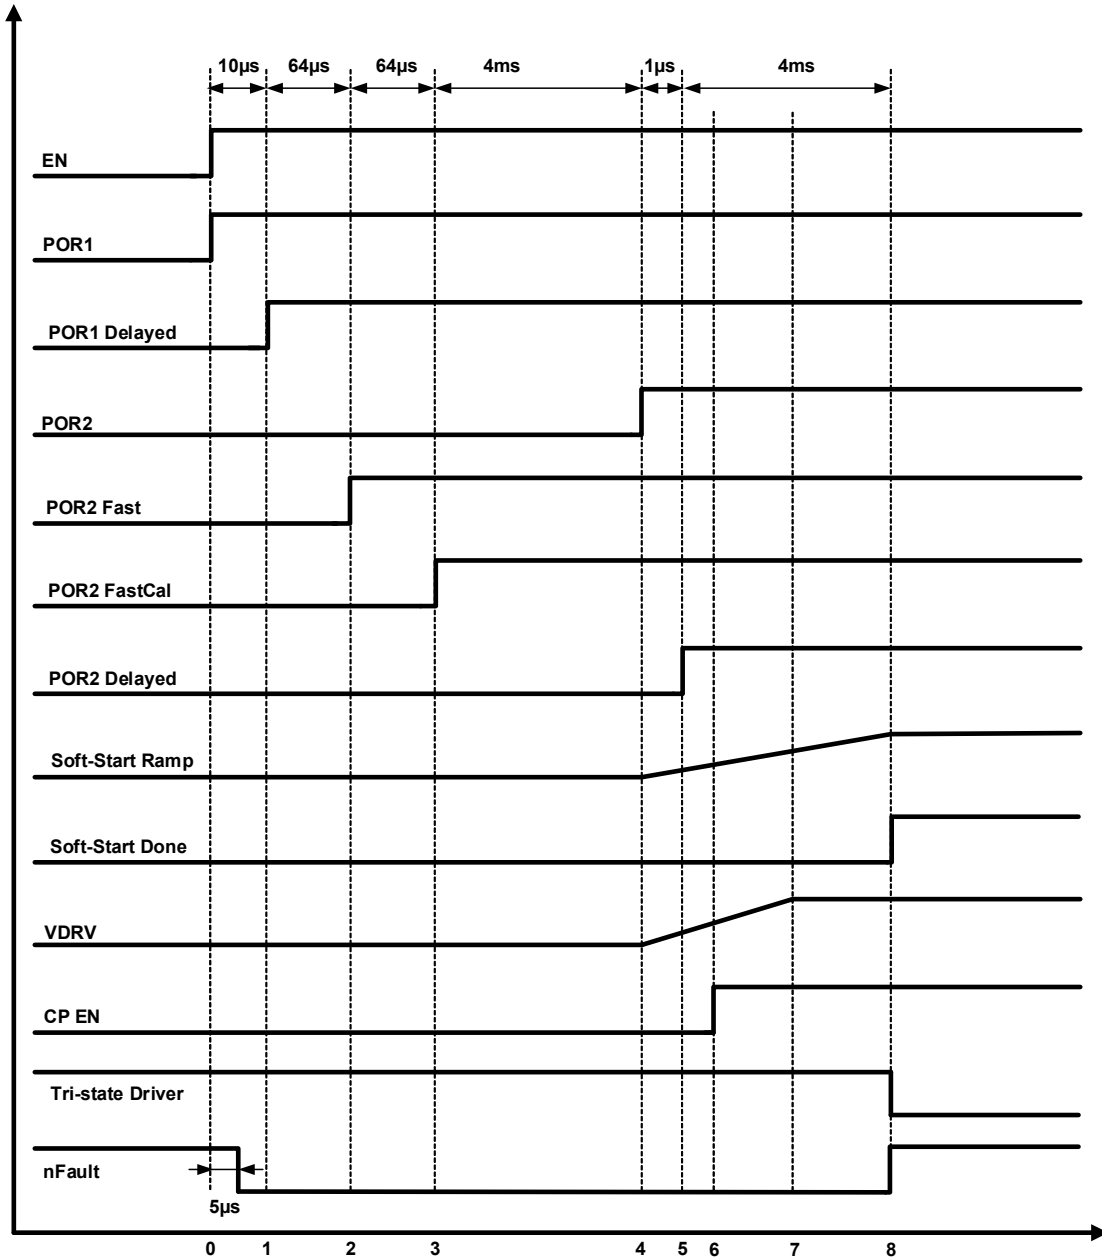 10µs 64µs 64µs 4ms 1µs 4ms
EN
POR1
POR1 Delayed
POR2
POR2 Fast
POR2 FastCal
POR2 Delayed
Soft-Start Ramp
Soft-Start Done
VDRV
CP EN
Tri-state Driver
nFault
5µs
0 1 2 3 4 5 6 7 8